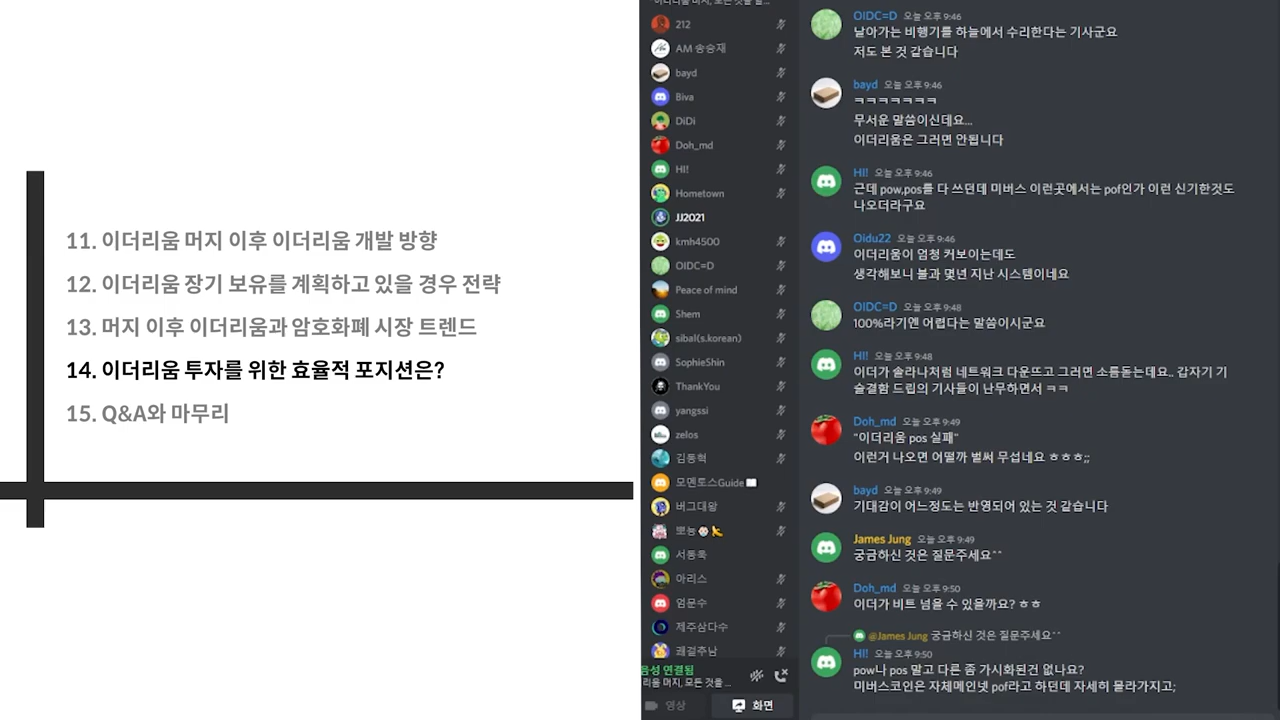 11. 이더리움 머지 이후 이더리움 개발 방향
12. 이더리움 장기 보유를 계획하고 있을 경우 전략
13. 머지 이후 이더리움과 암호화폐 시장 트렌드
14. 이더리움 투자를 위한 효율적 포지션은?
15. Q&A와 마무리
212
AM 송승재
bayd
Biva
DiDi
Doh_md
HI!
Hometown
JJ2021
kmh4500
OIDC=D
Peace of mind
Shem
sibal(s.korean)
SophieShin
ThankYou
yangssi
zelos
김동혁
모멘토스Guide
버그대왕
뽀뇽
서동욱
아리스
엄문수
제주삼다수
퀘걸주남
음성 연결됨
리움 머지, 모든 것을 ...
영상
화면
OIDC=D 오늘 오후 9:46
날아가는 비행기를 하늘에서 수리한다는 기사군요
저도 본 것 같습니다
bayd 오늘 오후 9:46
ㅋㅋㅋㅋㅋㅋㅋ
무서운 말씀이신데요...
이더리움은 그러면 안됩니다
HI! 오늘 오후 9:46
근데 pow,pos를 다 쓰던데 미버스 이런곳에서는 pof인가 이런 신기한것도
나오더라구요
Oidu22 오늘 오후 9:46
이더리움이 엄청 커보이는데도
생각해보니 불과 몇년 지난 시스템이네요
OIDC=D 오늘 오후 9:48
100%라기엔 어렵다는 말씀이시군요
HI! 오늘 오후 9:48
이더가 솔라나처럼 네트워크 다운뜨고 그러면 소름돋는데요.. 갑자기 기
술결함 드립의 기사들이 난무하면서 ㅋㅋ
Doh_md 오늘 오후 9:49
"이더리움 pos 실패"
이런거 나오면 어떨까 벌써 무섭네요 ㅎㅎㅎ;;
bayd 오늘 오후 9:49
기대감이 어느정도는 반영되어 있는 것 같습니다
James Jung 오늘 오후 9:49
궁금하신 것은 질문주세요^^
Doh_md 오늘 오후 9:50
이더가 비트 넘을 수 있을까요? ㅎㅎ
@James Jung 궁금하신 것은 질문주세요^^
HI! 오늘 오후 9:50
pow나 pos 말고 다른 좀 가시화된건 없나요?
미버스코인은 자체메인넷 pof라고 하던데 자세히 몰라가지고;